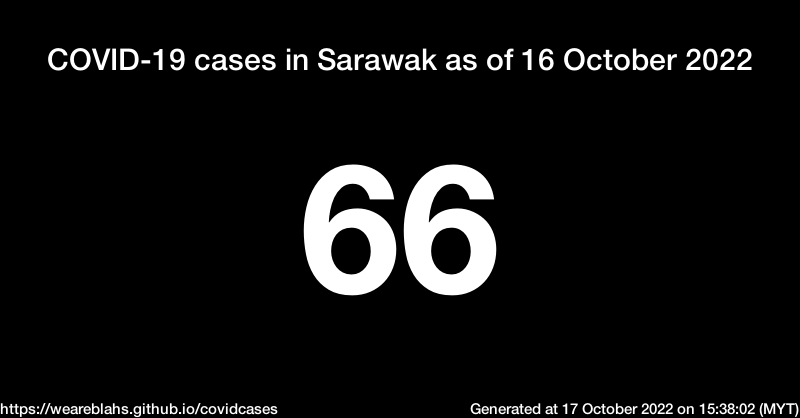 COVID-19 cases in Sarawak as of 16 October 2022
66
https://weareblahs.github.io/covidcases
Generated at 17 October 2022 on 15:38:02 (MYT)